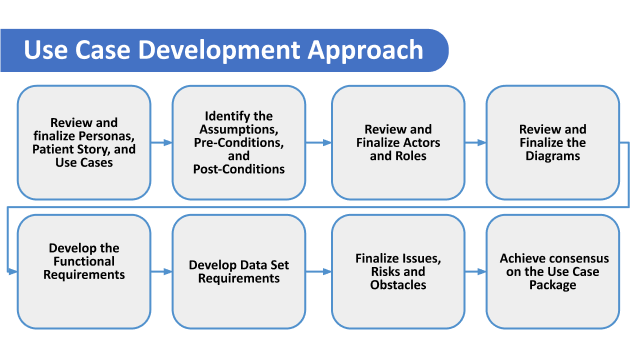 Use Case Development Approach
Review and
finalize Personas,
Patient Story, and
Use Cases
Identify the
Assumptions,
Pre-Conditions,
and
Post-Conditions
Review and
Finalize Actors
and Roles
Review and
Finalize the
Diagrams
Develop the
Functional
Requirements
Develop Data Set
Requirements
Finalize Issues,
Risks and
Obstacles
Achieve consensus
on the Use Case
Package